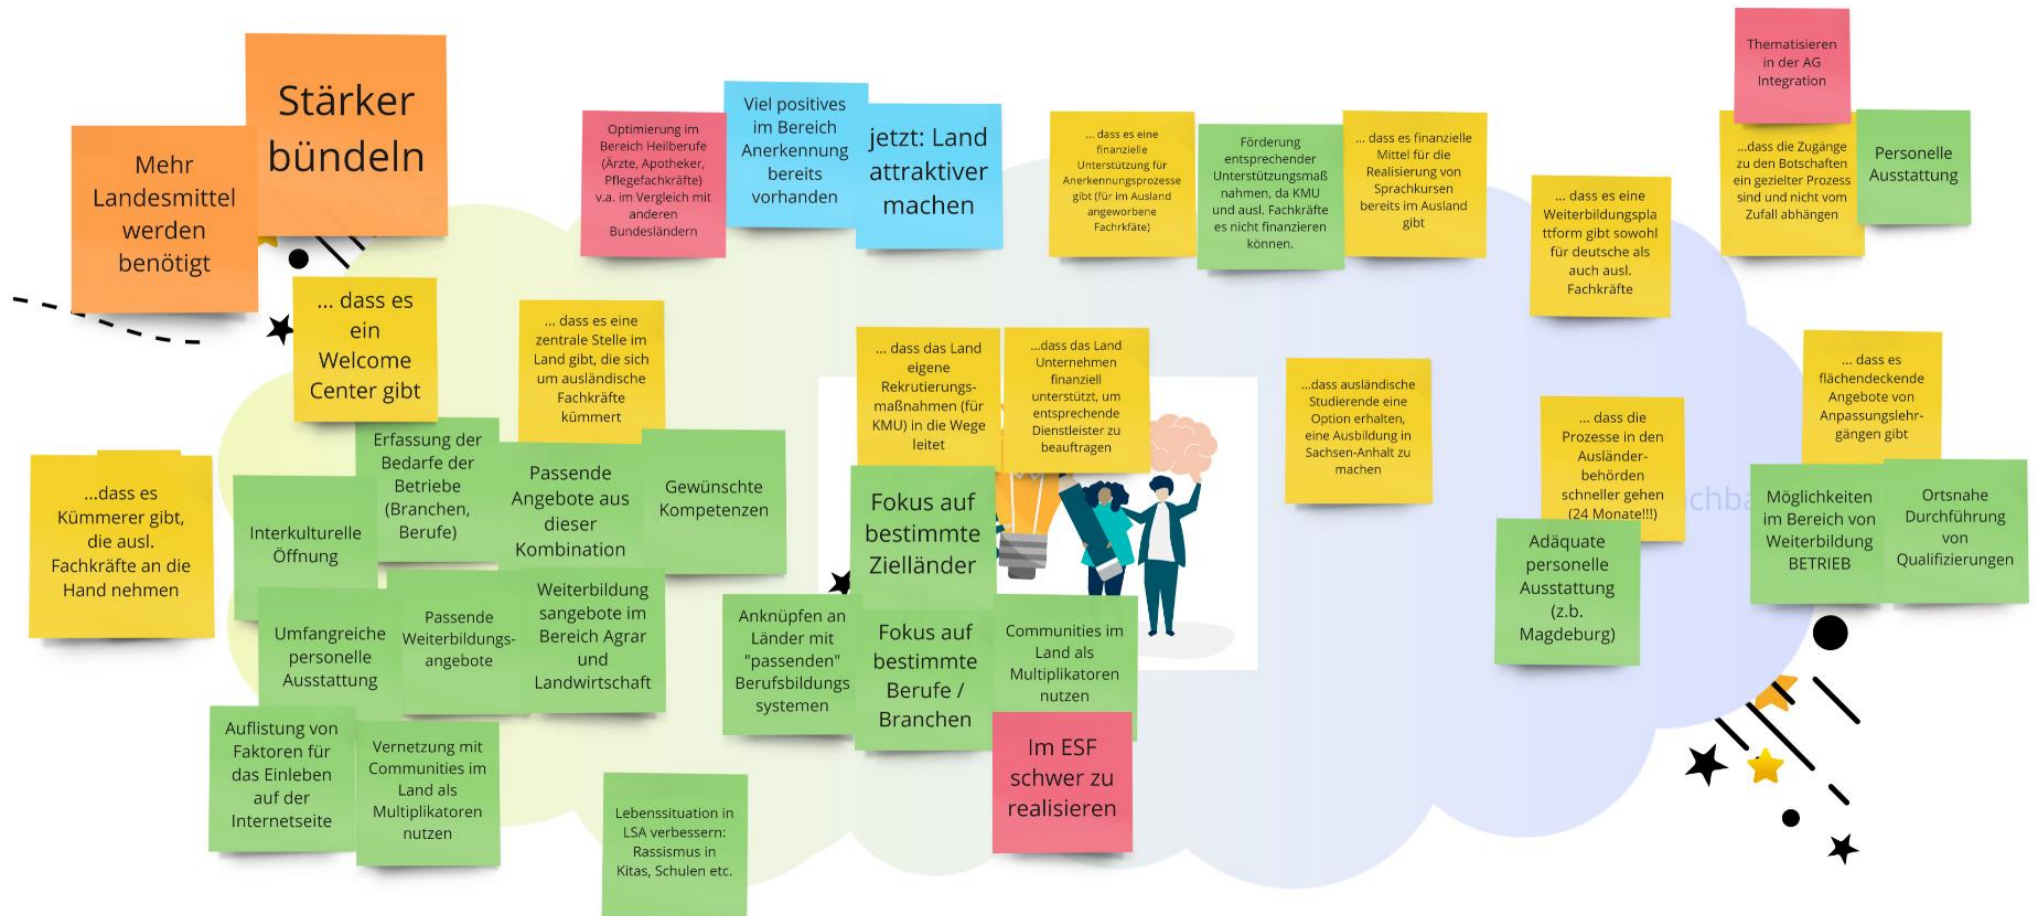 Mehr
Landesmittel
werden
benötigt
Stärker
bündeln
Optimierung im
Bereich Heilberufe
(Ärzte, Apotheker,
Pflegefachkräfte)
v.a. im Vergleich mit
anderen
Bundesländern
Viel positives
im Bereich
Anerkennung
bereits
vorhanden
jetzt: Land
attraktiver
machen
... dass es eine
finanzielle
Unterstützung für
Anerkennungsprozesse
gibt (für im Ausland
angeworbene
Fachrkfäte)
Förderung
entsprechender
Unterstützungsmaß
nahmen, da KMU
und ausl. Fachkräfte
es nicht finanzieren
können.
... dass es finanzielle
Mittel für die
Realisierung von
Sprachkursen
bereits im Ausland
gibt
... dass es eine
Weiterbildungspla
ttform gibt sowohl
für deutsche als
auch ausl.
Fachkräfte
Thematisieren
in der AG
Integration
...dass die Zugänge
zu den Botschaften
ein gezielter Prozess
sind und nicht vom
Zufall abhängen
Personelle
Ausstattung
... dass es
ein
Welcome
Center gibt
... dass es eine
zentrale Stelle im
Land gibt, die sich
um ausländische
Fachkräfte
kümmert
... dass das Land
eigene
Rekrutierungs-
maßnahmen (für
KMU) in die Wege
leitet
...dass das Land
Unternehmen
finanziell
unterstützt, um
entsprechende
Dienstleister zu
beauftragen
...dass ausländische
Studierende eine
Option erhalten,
eine Ausbildung in
Sachsen-Anhalt zu
machen
... dass die
Prozesse in den
Ausländer-
behörden
schneller gehen
(24 Monate!!!)
... dass es
flächendeckende
Angebote von
Anpassungslehr-
gängen gibt
...dass es
Kümmerer gibt,
die ausl.
Fachkräfte an die
Hand nehmen
Interkulturelle
Öffnung
Erfassung der
Bedarfe der
Betriebe
(Branchen,
Berufe)
Passende
Angebote aus
dieser
Kombination
Gewünschte
Kompetenzen
Fokus auf
bestimmte
Zielländer
Adäquate
personelle
Ausstattung
(z.b.
Magdeburg)
Möglichkeiten
im Bereich von
Weiterbildung
BETRIEB
Ortsnahe
Durchführung
von
Qualifizierungen
Umfangreiche
personelle
Ausstattung
Passende
Weiterbildungs-
angebote
Weiterbildung
sangebote im
Bereich Agrar
und
Landwirtschaft
Anknüpfen an
Länder mit
"passenden"
Berufsbildungs
systemen
Fokus auf
bestimmte
Berufe /
Branchen
Communities im
Land als
Multiplikatoren
nutzen
Auflistung von
Faktoren für
das Einleben
auf der
Internetseite
Vernetzung mit
Communities im
Land als
Multiplikatoren
nutzen
Lebenssituation in
LSA verbessern:
Rassismus in
Kitas, Schulen etc.
Im ESF
schwer zu
realisieren